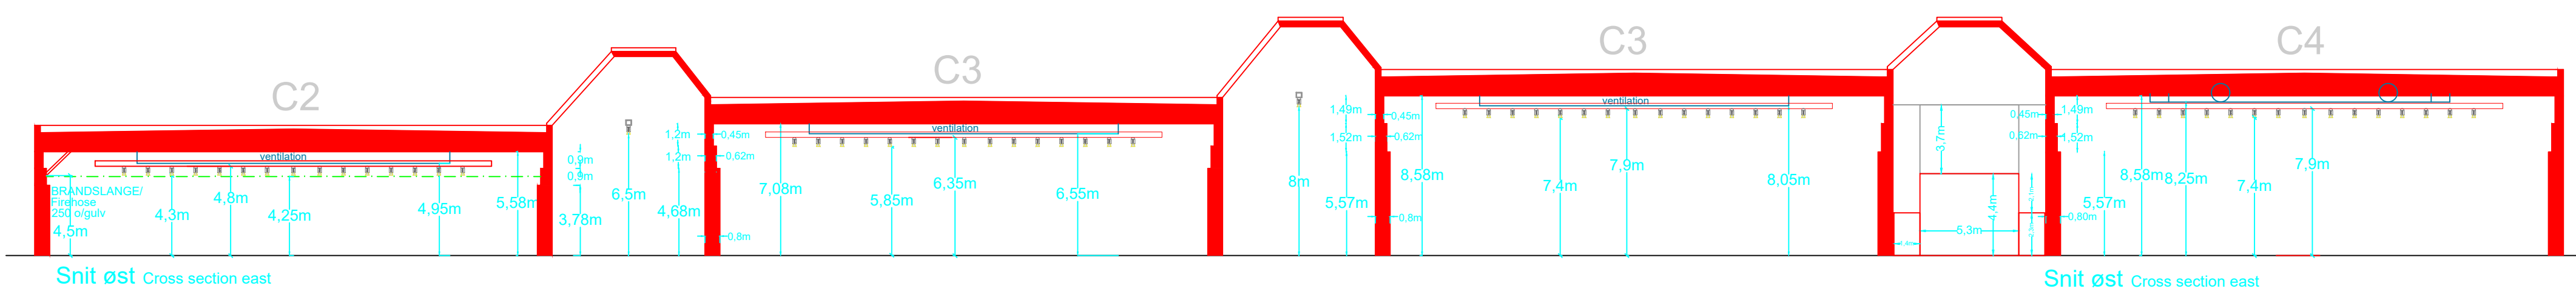 C2
C3
C3
C4
ventilation
ventilation
ventilation
BRANDSLANGE/
Firehose
250 o/gulv
4,5m
4,3m
4,8m
4,25m
4,95m
5,58m
0,9m
0,9m
3,78m
6,5m
1,2m
1,2m
4,68m
0,45m
0,62m
0,8m
7,08m
5,85m
6,35m
6,55m
8m
1,49m
1,52m
5,57m
0,45m
0,62m
0,8m
8,58m
7,4m
7,9m
8,05m
3,7m
4,4m
5,3m
0,45m
0,62m
1,49m
1,52m
5,57m
0,80m
8,58m
8,25m
7,4m
7,9m
Snit øst Cross section east
Snit øst Cross section east